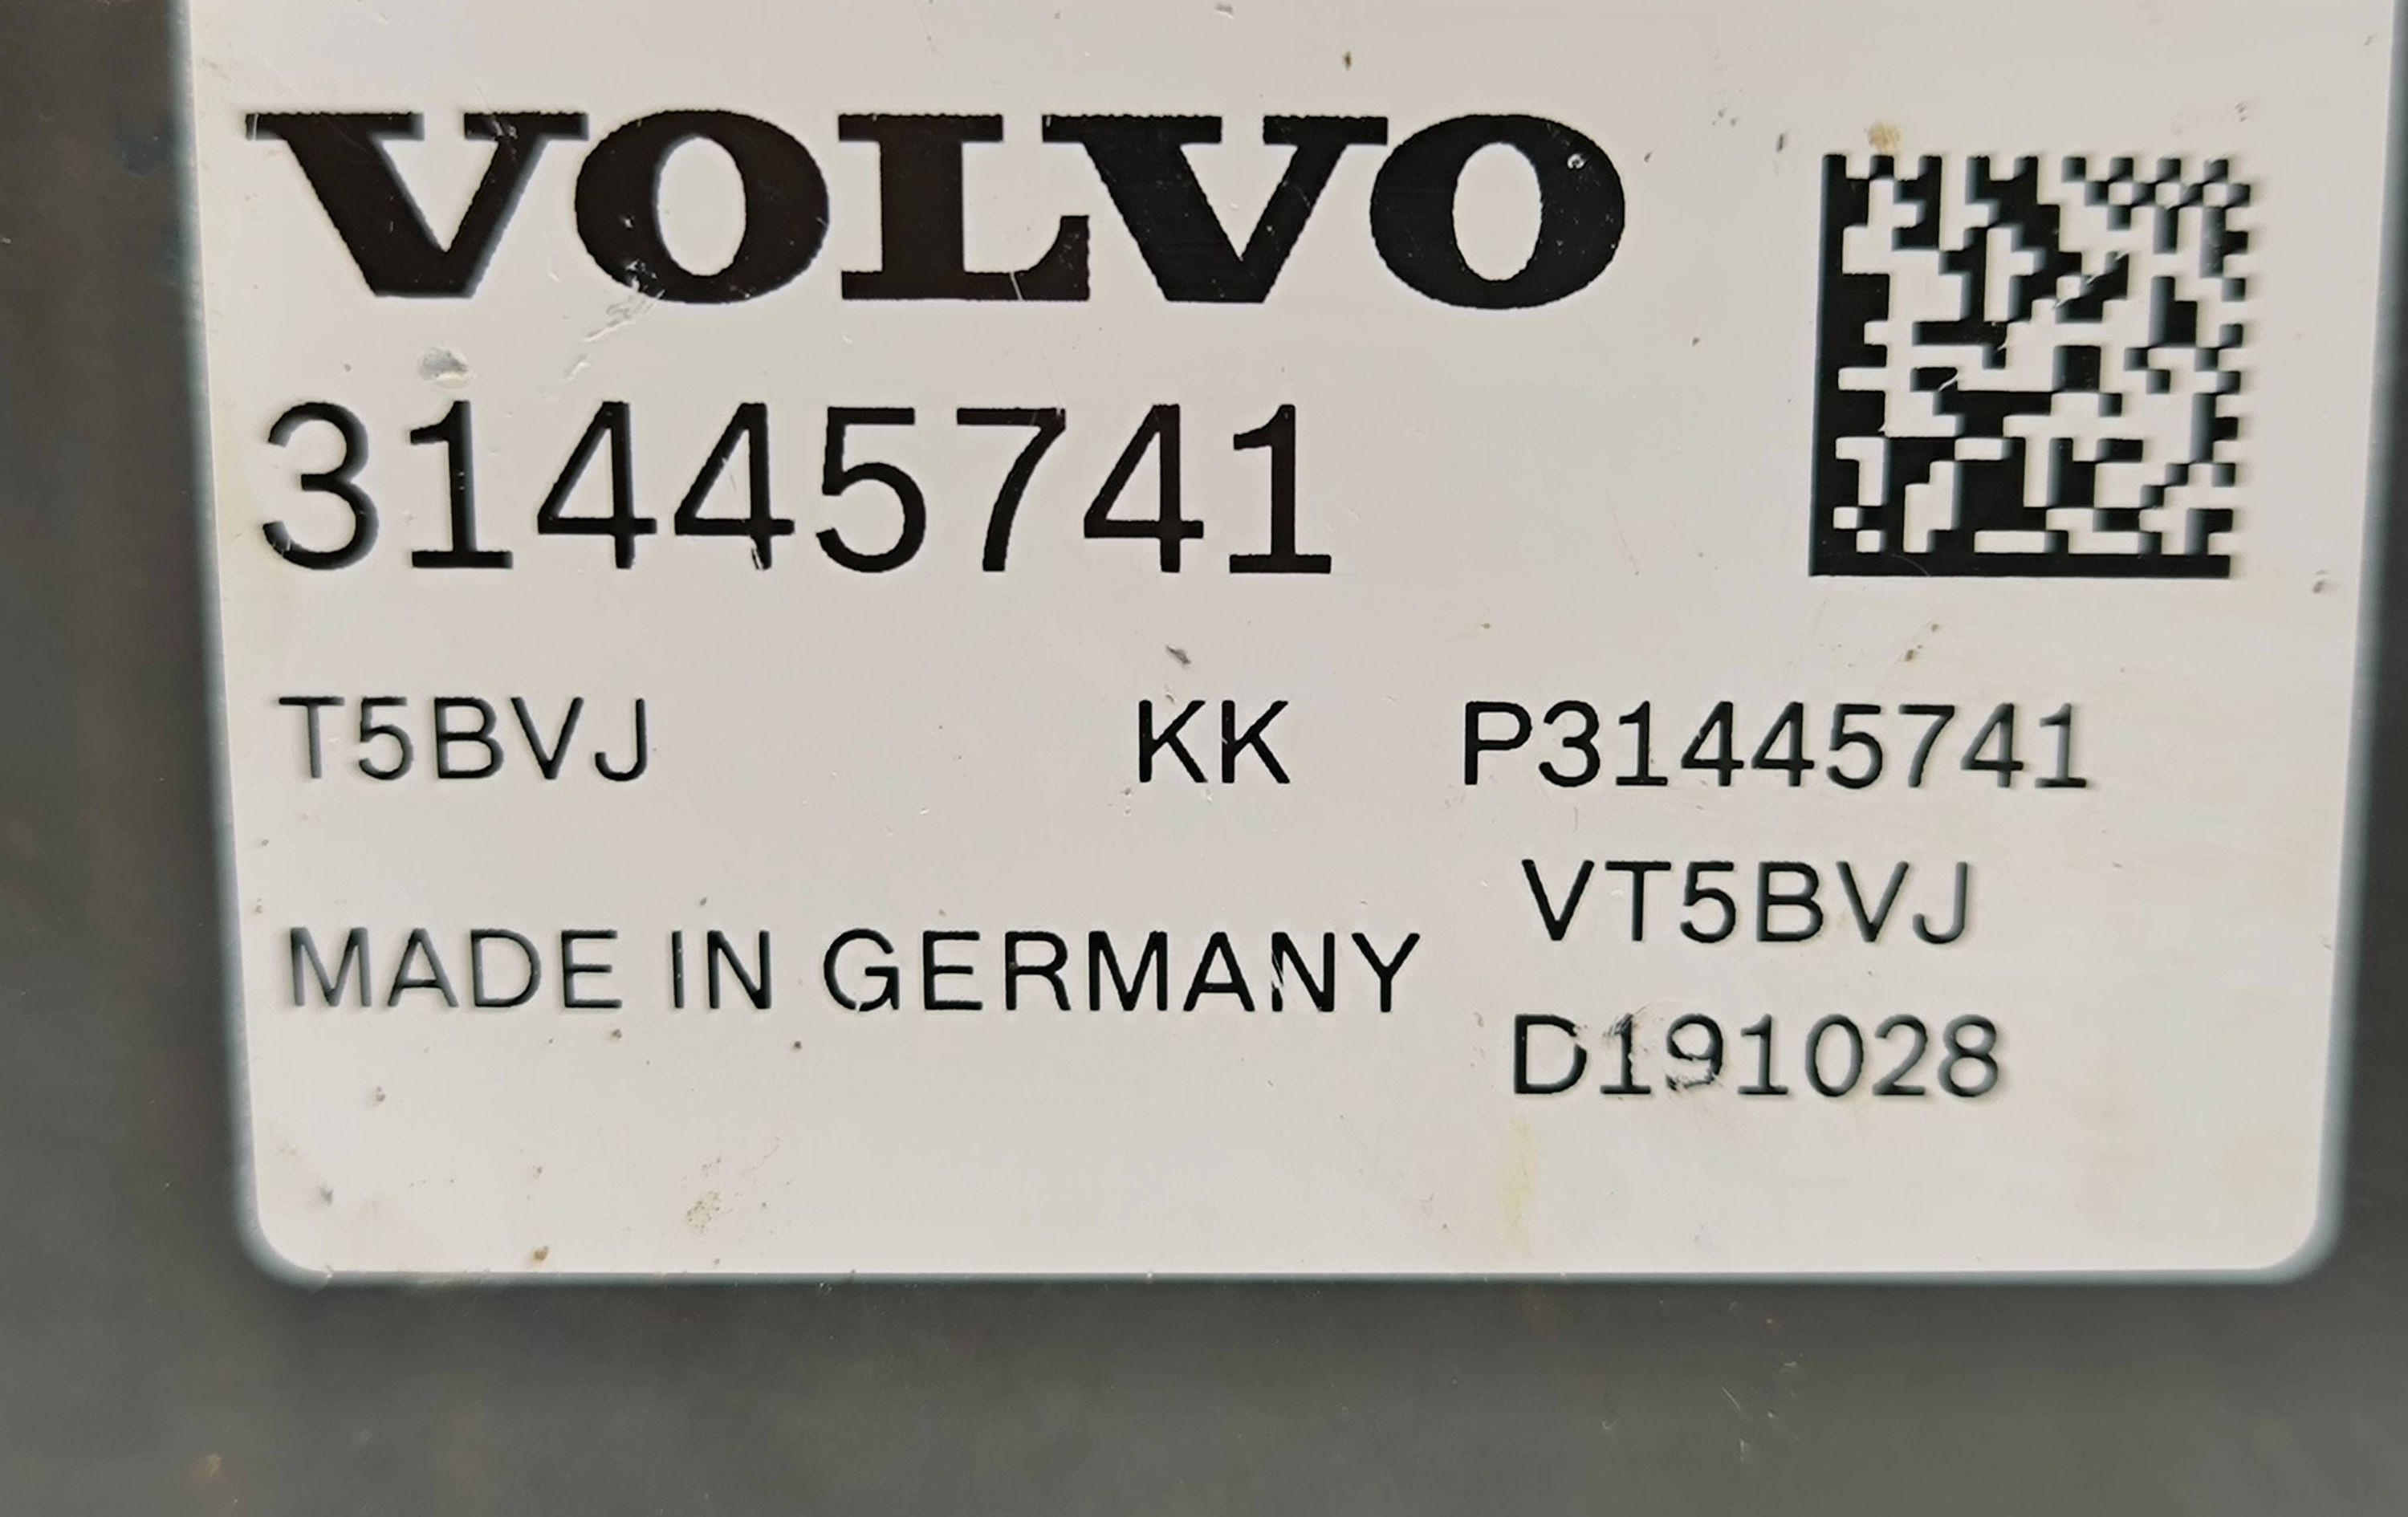 VOLVO
31445741
T5BVJ KK P31445741
VT5BVJ
MADE IN GERMANY
D191028